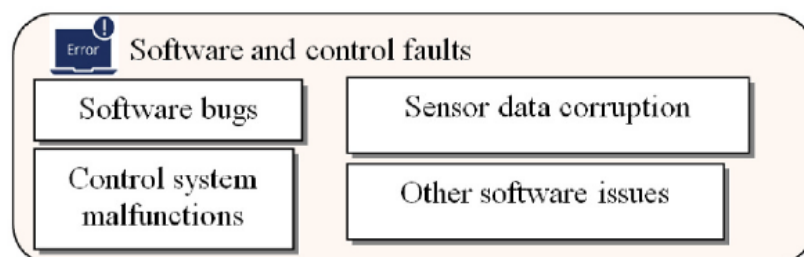 Error
!
Software and control faults
Software bugs
Sensor data corruption
Control system
malfunctions
Other software issues